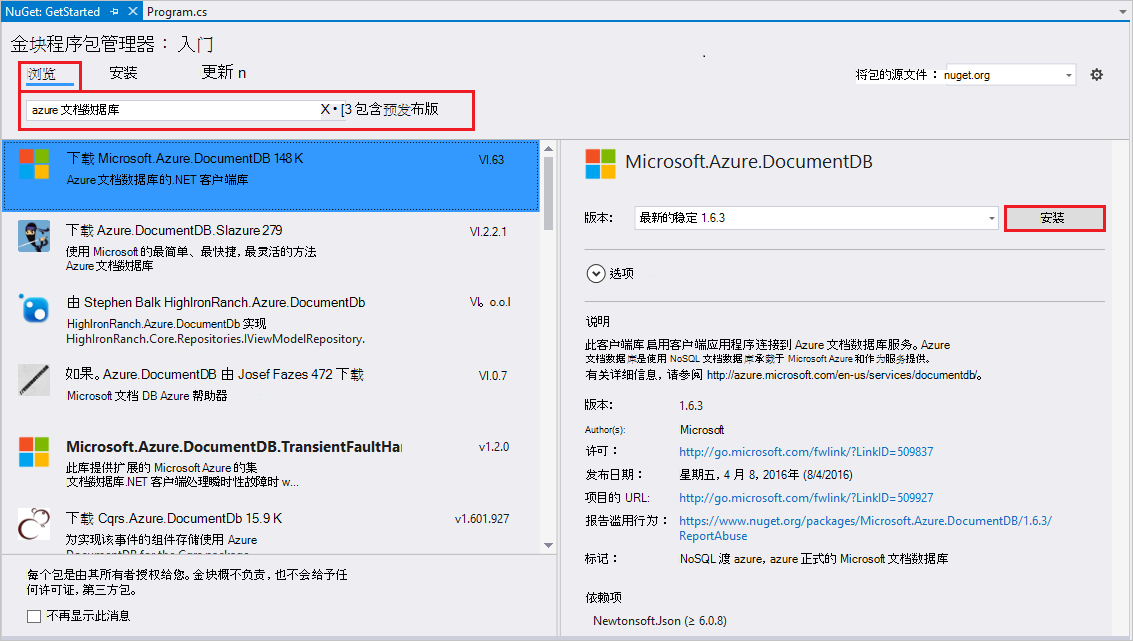 NuGet: GetStarted
Program.cs
金块程序包管理器： 入门
浏览
安装
更新 n
将包的源文件：
nuget.org
azure 文档数据库
X • [3 包含预发布版
下载 Microsoft.Azure.DocumentDB 148 K
VI.63
Azure 文档数据库的.NET 客户端库
下载 Azure.DocumentDB.Slazure 279
VI.2.2.1
使用 Microsoft 的最简单、最快捷，最灵活的方法
Azure 文档数据库
由 Stephen Balk HighIronRanch.Azure.DocumentDb
VI。o.o.I
HighIronRanch.Azure.DocumentDb 实现
HighIronRanch.Core.Repositories.IViewModelRepository.
如果。Azure.DocumentDB 由 Josef Fazes 472 下载
VI.0.7
Microsoft 文档 DB Azure 帮助器
Microsoft.Azure.DocumentDB.TransientFaultHa
v1.2.0
此库提供扩展的 Microsoft Azure 的集
文档数据库.NET 客户端处理瞬时性故障时 w...
下载 Cqrs.Azure.DocumentDb 15.9 K
v1.601.927
为实现该事件的组件存储使用 Azure
DocumentDB for the Cqrs package
每个包是由其所有者授权给您。金块概不负责，也不会给予任
何许可证，第三方包。
不再显示此消息
Microsoft.Azure.DocumentDB
版本：
最新的稳定 1.6.3
安装
选项
说明
此客户端库启用客户端应用程序连接到 Azure 文档数据库服务。Azure
文档数据库是使用 NoSQL 文档数据库承载于 Microsoft Azure 和作为服务提供。
有关详细信息，请参阅 http://azure.microsoft.com/en-us/services/documentdb/。
版本：
1.6.3
Author(s):
Microsoft
许可：
http://go.microsoft.com/fwlink/?LinkID=509837
发布日期：
星期五，4 月 8，2016年 (8/4/2016)
项目的 URL:
http://go.microsoft.com/fwlink/?LinkID=509927
报告滥用行为：
https://www.nuget.org/packages/Microsoft.Azure.DocumentDB/1.6.3/
ReportAbuse
标记：
NoSQL 渡 azure，azure 正式的 Microsoft 文档数据库
依赖项
Newtonsoft.Json (≥ 6.0.8)